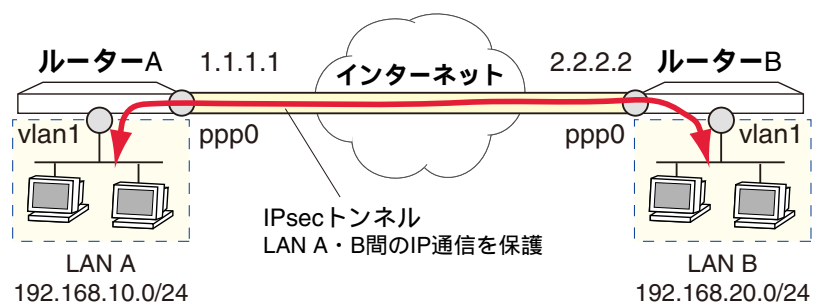 ルーターA
1.1.1.1
インターネット
2.2.2.2
ルーターB
vlan1
ppp0
ppp0
vlan1
IPsecトンネル
LAN A・B間のIP通信を保護
LAN A
192.168.10.0/24
LAN B
192.168.20.0/24